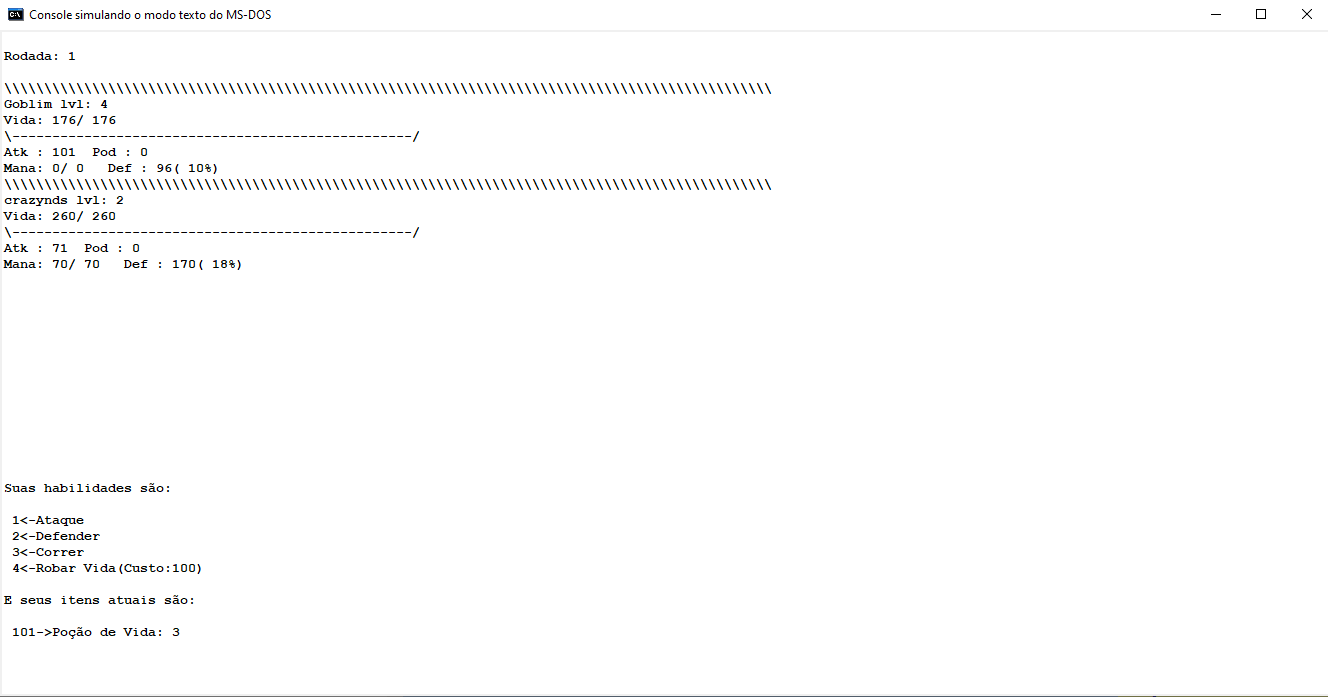 Console simulando o modo texto do MS-DOS
Rodada: 1
\\\\\\\\\\\\\\\\\\\\\\\\\\\\\\\\\\\\\\\\\\\\\\\\\\\\\\\\\\\\\\\\\\\\\\\\\\\\\\\\\\\\\\\\\\\\\\\\
Goblim lvl: 4
Vida: 176/ 176
\--------------------------------------------------/
Atk : 101  Pod : 0
Mana: 0/ 0   Def : 96( 10%)
\\\\\\\\\\\\\\\\\\\\\\\\\\\\\\\\\\\\\\\\\\\\\\\\\\\\\\\\\\\\\\\\\\\\\\\\\\\\\\\\\\\\\\\\\\\\\\\\
crazynds lvl: 2
Vida: 260/ 260
\--------------------------------------------------/
Atk : 71  Pod : 0
Mana: 70/ 70   Def : 170( 18%)
Suas habilidades são:
1<-Ataque
2<-Defender
3<-Correr
4<-Robar Vida(Custo:100)
E seus itens atuais são:
101->Poção de Vida: 3